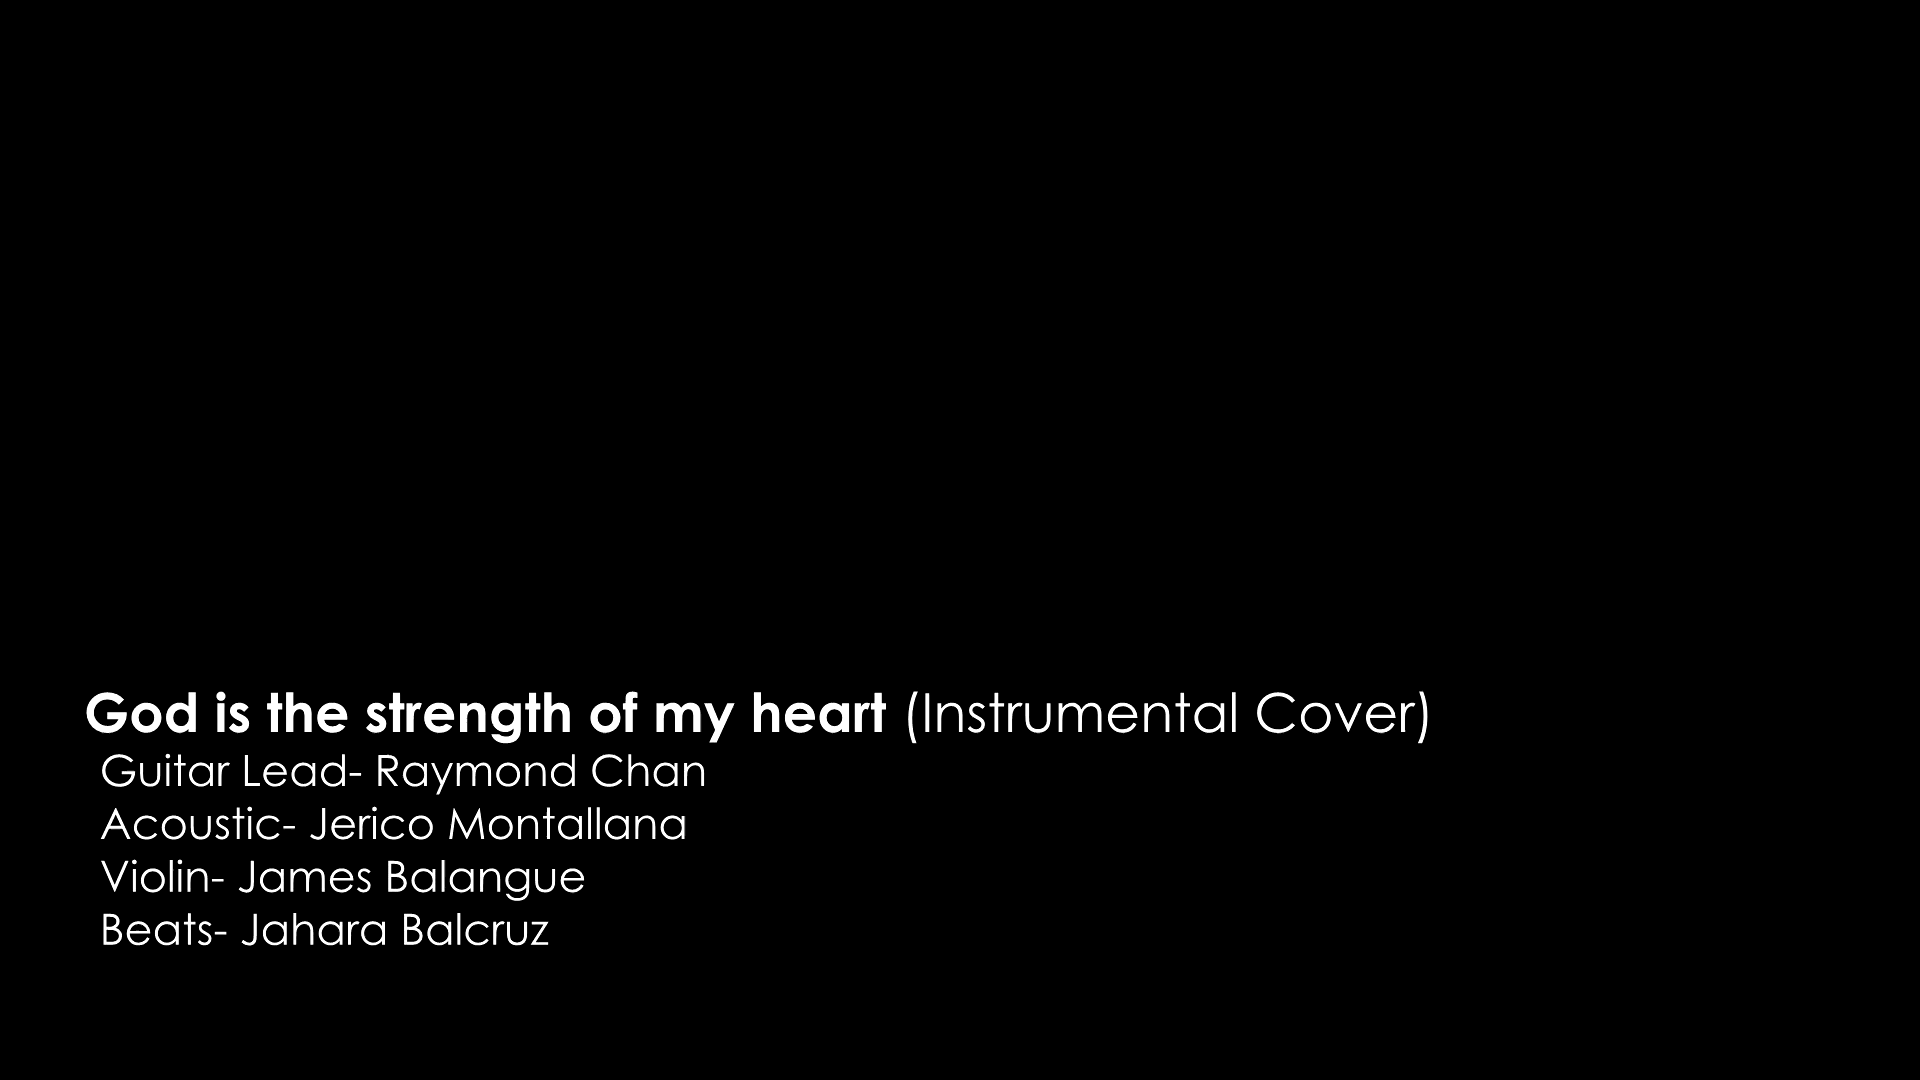 God is the strength of my heart (Instrumental Cover)
Guitar Lead- Raymond Chan
Acoustic- Jerico Montallana
Violin- James Balangue
Beats- Jahara Balcruz